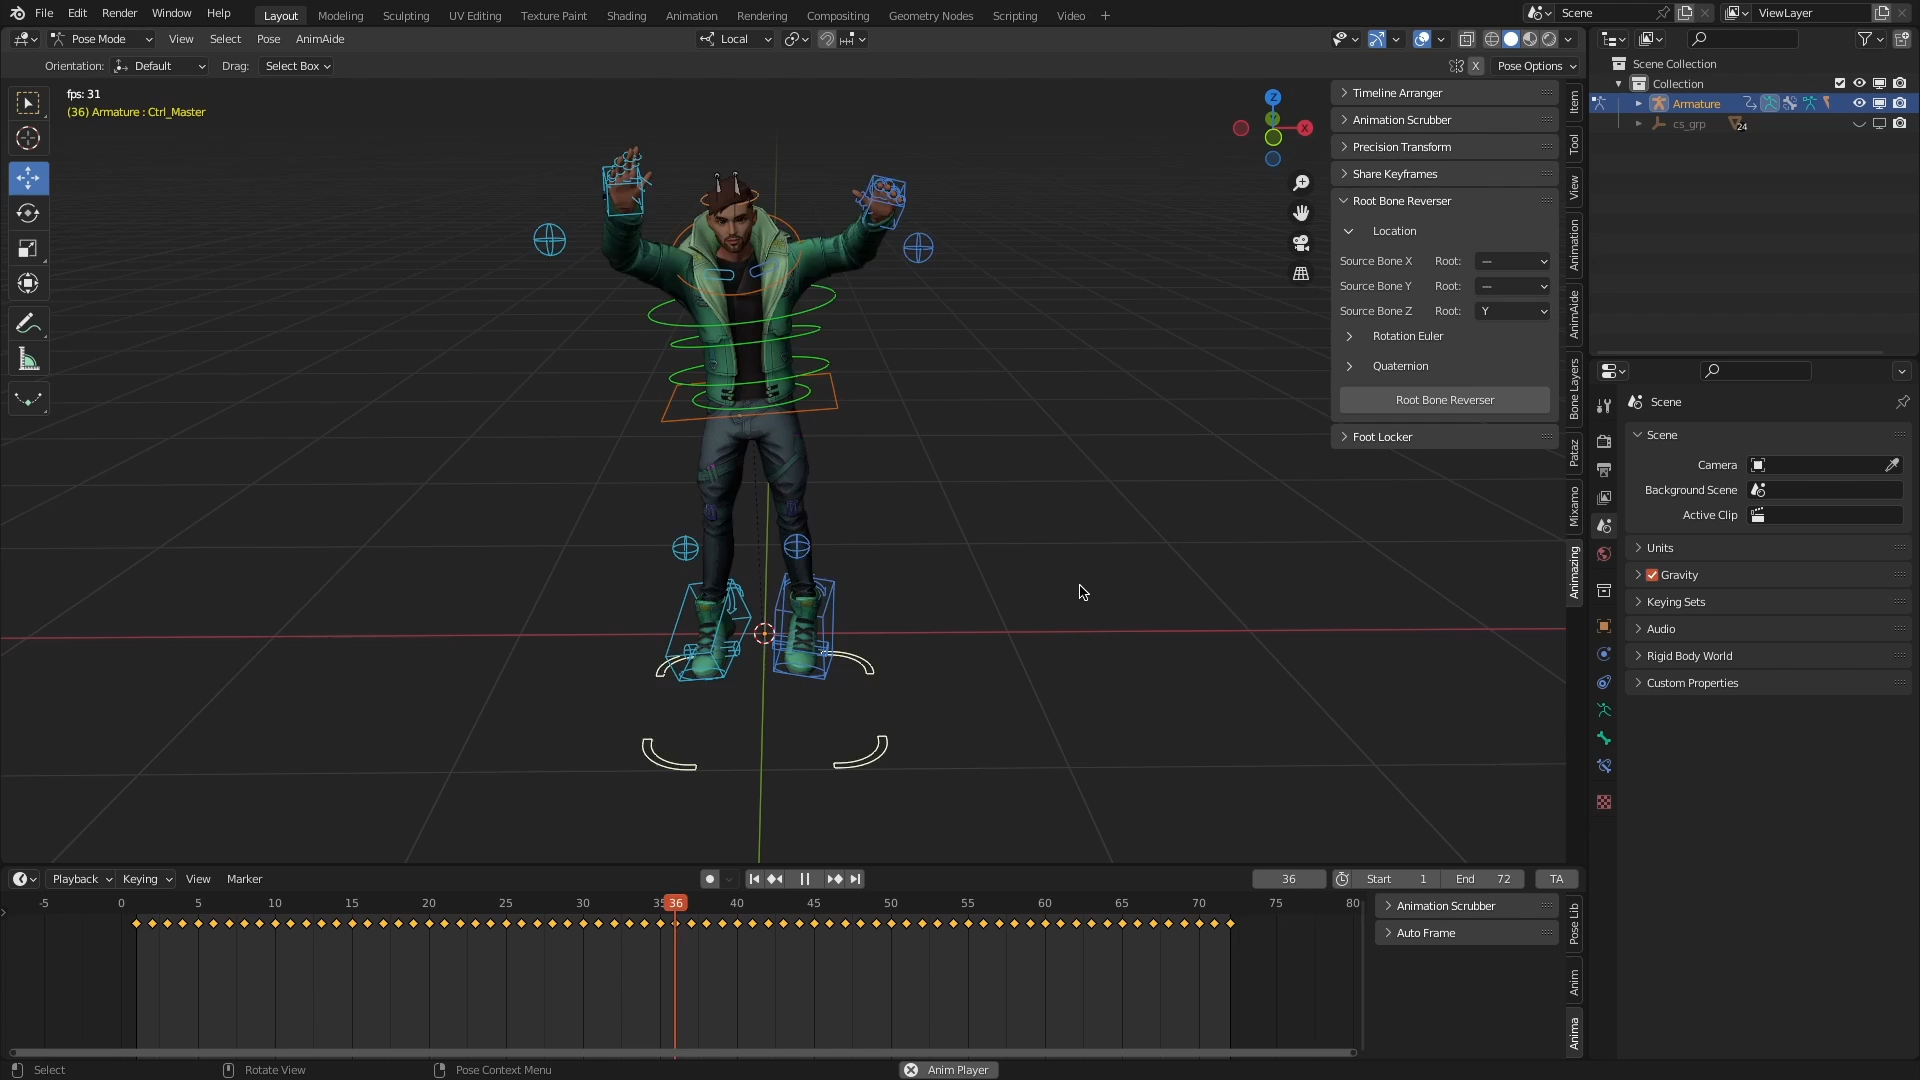 File Edit Render Window Help Layout Modeling Sculpting UV Editing Texture Paint Shading Animation Rendering Compositing Geometry Nodes Scripting Video + Scene ViewLayer
Pose Mode View Select Pose AnimAide Local
Orientation: Default Drag: Select Box X Pose Options
fps: 31
(36) Armature : Ctrl_Master
Z
X
Timeline Arranger
Animation Scrubber
Precision Transform
Share Keyframes
Root Bone Reverser
Location
Source Bone X Root: —
Source Bone Y Root: —
Source Bone Z Root: Y
Rotation Euler
Quaternion
Root Bone Reverser
Foot Locker
Item
Tool
View
Animation
AnimAide
Bone Layers
Pataz
Mixamo
Animazing
Scene Collection
Collection
Armature
cs_grp 24
Scene
Scene
Camera
Background Scene
Active Clip
Units
Gravity
Keying Sets
Audio
Rigid Body World
Custom Properties
Playback Keying View Marker 36 Start 1 End 72 TA
-5 0 5 10 15 20 25 30 35 36 40 45 50 55 60 65 70 75 80
Animation Scrubber
Auto Frame
Pose Lib
Anim
Anima
Select Rotate View Pose Context Menu Anim Player